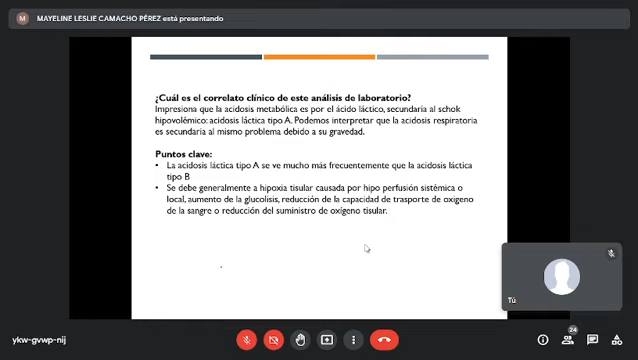 M MAYELINE LESLIE CAMACHO PÉREZ está presentando
¿Cuál es el correlato clínico de este análisis de laboratorio?
Impresiona que la acidosis metabólica es por el ácido láctico, secundaria al schok
hipovolémico: acidosis láctica tipo A. Podemos interpretar que la acidosis respiratoria
es secundaria al mismo problema debido a su gravedad.
Puntos clave:
• La acidosis láctica tipo A se ve mucho más frecuentemente que la acidosis láctica
tipo B
• Se debe generalmente a hipoxia tisular causada por hipo perfusión sistémica o
local, aumento de la glucolisis, reducción de la capacidad de trasporte de oxigeno
de la sangre o reducción del suministro de oxígeno tisular.
Tú
24
ykw-gvwp-nij